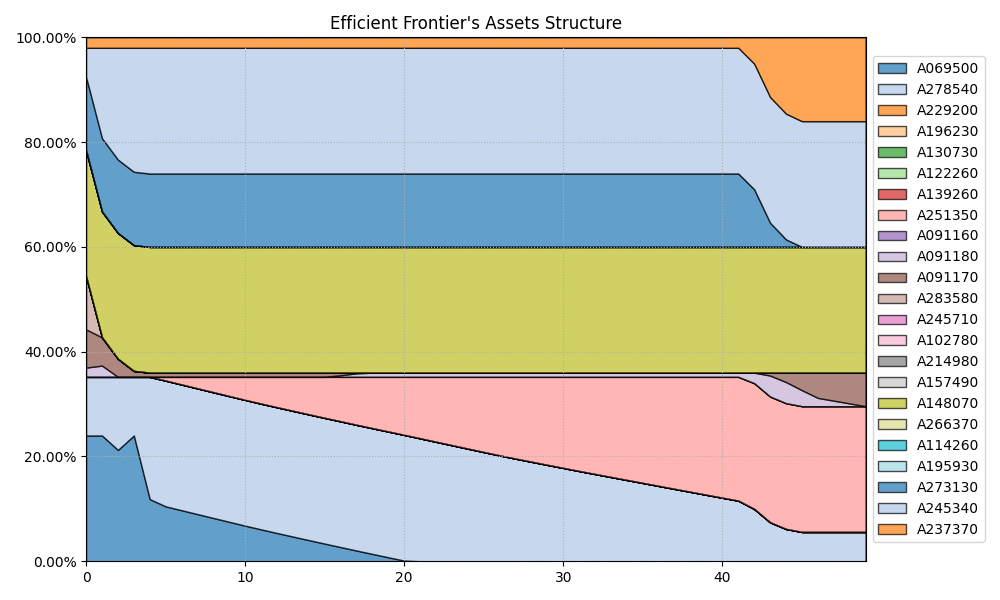 Efficient Frontier's Assets Structure
100.00%
80.00%
60.00%
40.00%
20.00%
0.00%
0
10
20
30
40
A069500
A278540
A229200
A196230
A130730
A122260
A139260
A251350
A091160
A091180
A091170
A283580
A245710
A102780
A214980
A157490
A148070
A266370
A114260
A195930
A273130
A245340
A237370